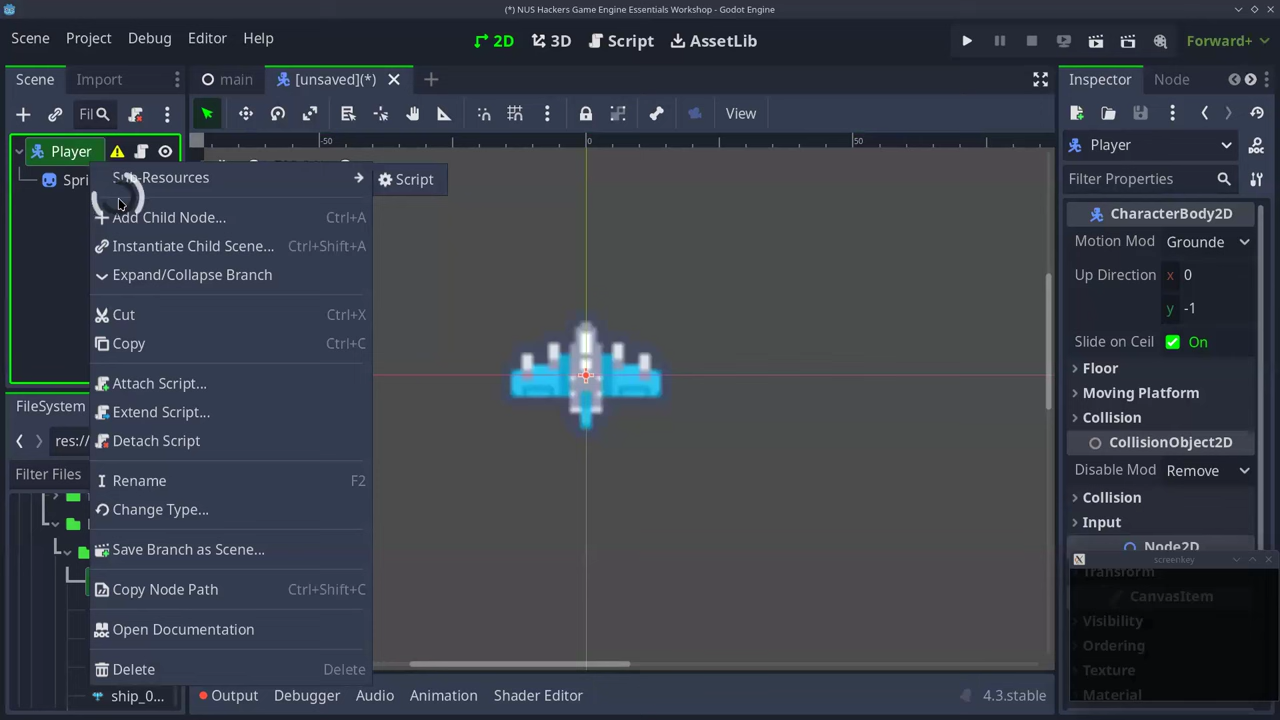 (*) NUS Hackers Game Engine Essentials Workshop - Godot Engine
Scene Project Debug Editor Help
2D 3D Script AssetLib
Forward+
Scene Import
main [unsaved](*)
Inspector Node
Fil
View
-50 0 50
Player
Player
Spri
Filter Properties
Sub-Resources
Script
Add Child Node... Ctrl+A
Instantiate Child Scene... Ctrl+Shift+A
Expand/Collapse Branch
Cut Ctrl+X
Copy Ctrl+C
Attach Script...
Extend Script...
Detach Script
Rename F2
Change Type...
Save Branch as Scene...
Copy Node Path Ctrl+Shift+C
Open Documentation
Delete Delete
CharacterBody2D
Motion Mod Grounde
Up Direction x 0
y -1
Slide on Ceil On
Floor
Moving Platform
Collision
CollisionObject2D
Disable Mod Remove
Collision
Input
Node2D
screenkey
Transform
CanvasItem
Visibility
Ordering
Texture
Material
FileSystem
res://
Filter Files
ship_0...
Output Debugger Audio Animation Shader Editor 4.3.stable